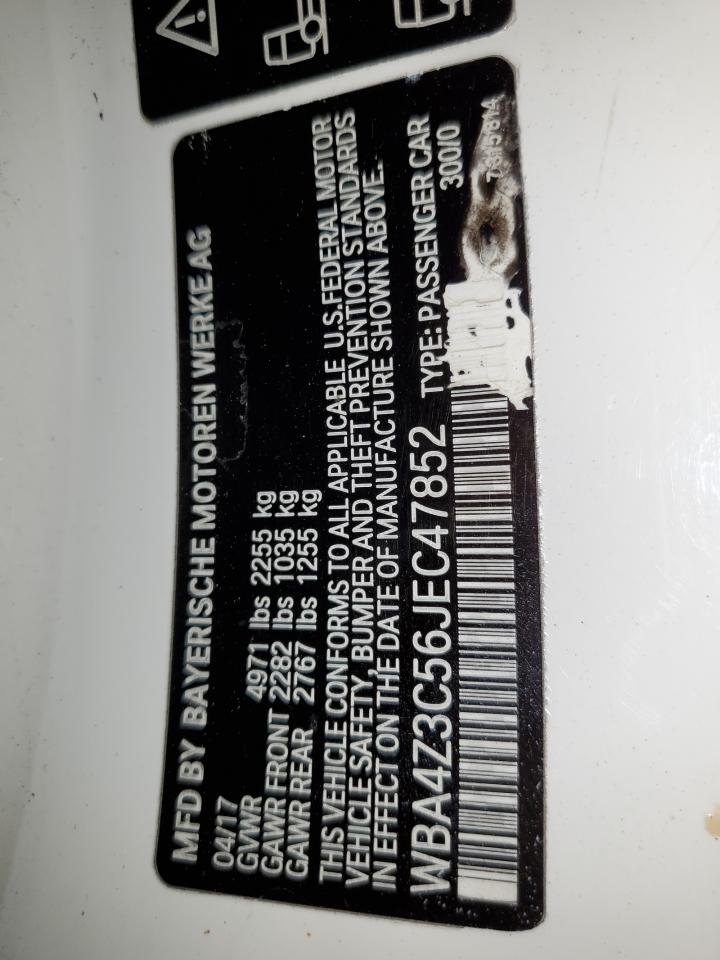 MFD BY BAYERISCHE MOTOREN WERKE AG
04/17
GVWR 4971 lbs 2255 kg
GAWR FRONT 2282 lbs 1035 kg
GAWR REAR 2767 lbs 1255 kg
THIS VEHICLE CONFORMS TO ALL APPLICABLE U.S.FEDERAL MOTOR
VEHICLE SAFETY, BUMPER AND THEFT PREVENTION STANDARDS
IN EFFECT ON THE DATE OF MANUFACTURE SHOWN ABOVE.
WBA4Z3C56JEC47852 TYPE: PASSENGER CAR
300/0